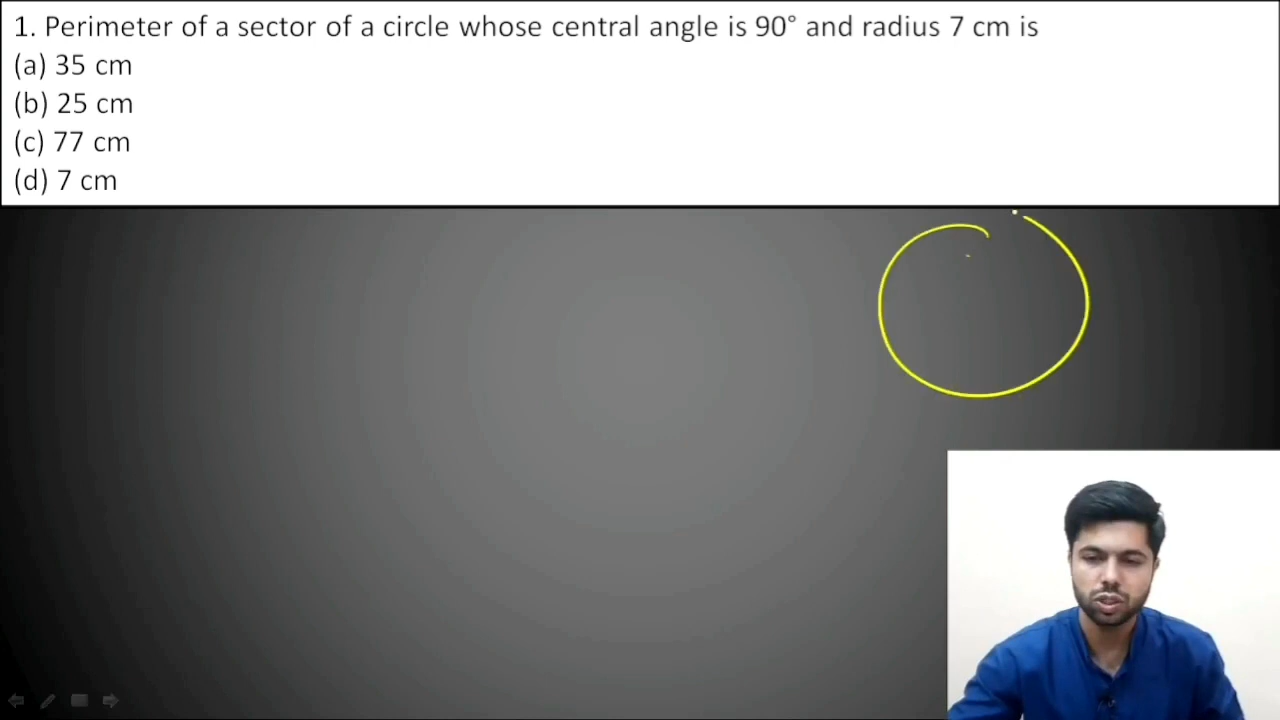 1. Perimeter of a sector of a circle whose central angle is 90° and radius 7 cm is
(a) 35 cm
(b) 25 cm
(c) 77 cm
(d) 7 cm